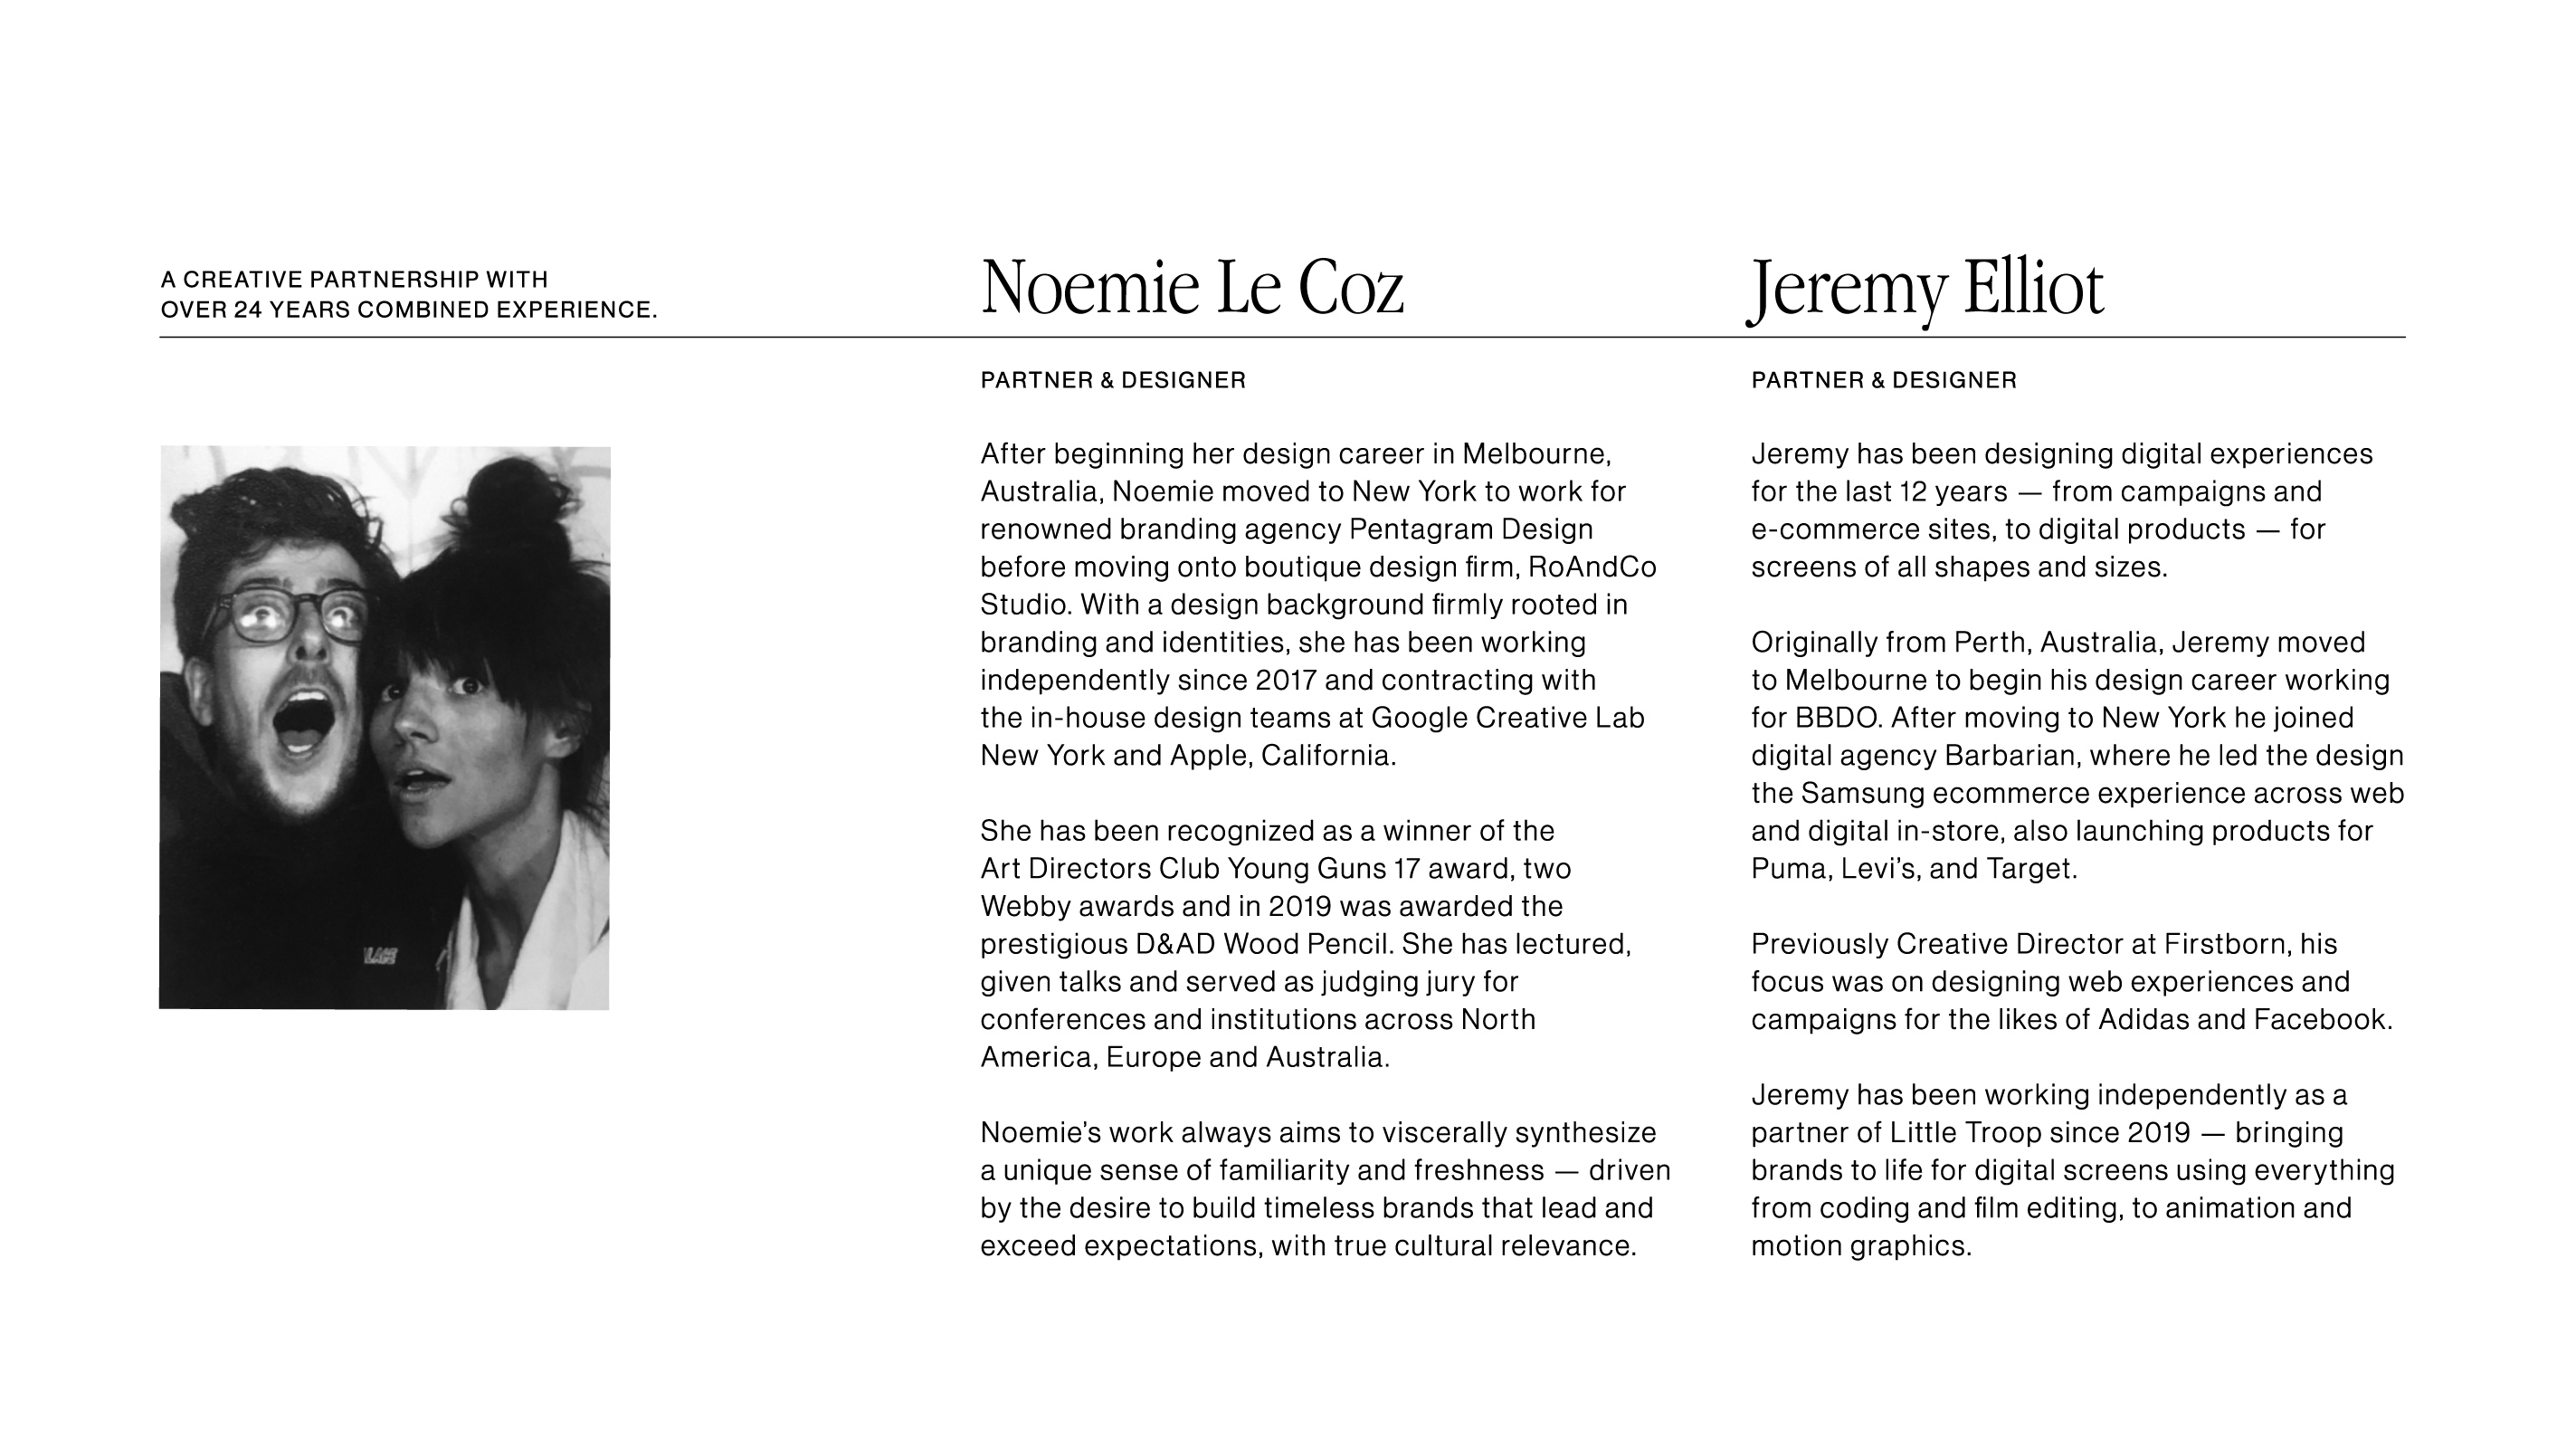 A CREATIVE PARTNERSHIP WITH
OVER 24 YEARS COMBINED EXPERIENCE.
Noemie Le Coz
PARTNER & DESIGNER
After beginning her design career in Melbourne,
Australia, Noemie moved to New York to work for
renowned branding agency Pentagram Design
before moving onto boutique design firm, RoAndCo
Studio. With a design background firmly rooted in
branding and identities, she has been working
independently since 2017 and contracting with
the in-house design teams at Google Creative Lab
New York and Apple, California.
She has been recognized as a winner of the
Art Directors Club Young Guns 17 award, two
Webby awards and in 2019 was awarded the
prestigious D&AD Wood Pencil. She has lectured,
given talks and served as judging jury for
conferences and institutions across North
America, Europe and Australia.
Noemie’s work always aims to viscerally synthesize
a unique sense of familiarity and freshness — driven
by the desire to build timeless brands that lead and
exceed expectations, with true cultural relevance.
Jeremy Elliot
PARTNER & DESIGNER
Jeremy has been designing digital experiences
for the last 12 years — from campaigns and
e-commerce sites, to digital products — for
screens of all shapes and sizes.
Originally from Perth, Australia, Jeremy moved
to Melbourne to begin his design career working
for BBDO. After moving to New York he joined
digital agency Barbarian, where he led the design
the Samsung ecommerce experience across web
and digital in-store, also launching products for
Puma, Levi’s, and Target.
Previously Creative Director at Firstborn, his
focus was on designing web experiences and
campaigns for the likes of Adidas and Facebook.
Jeremy has been working independently as a
partner of Little Troop since 2019 — bringing
brands to life for digital screens using everything
from coding and film editing, to animation and
motion graphics.